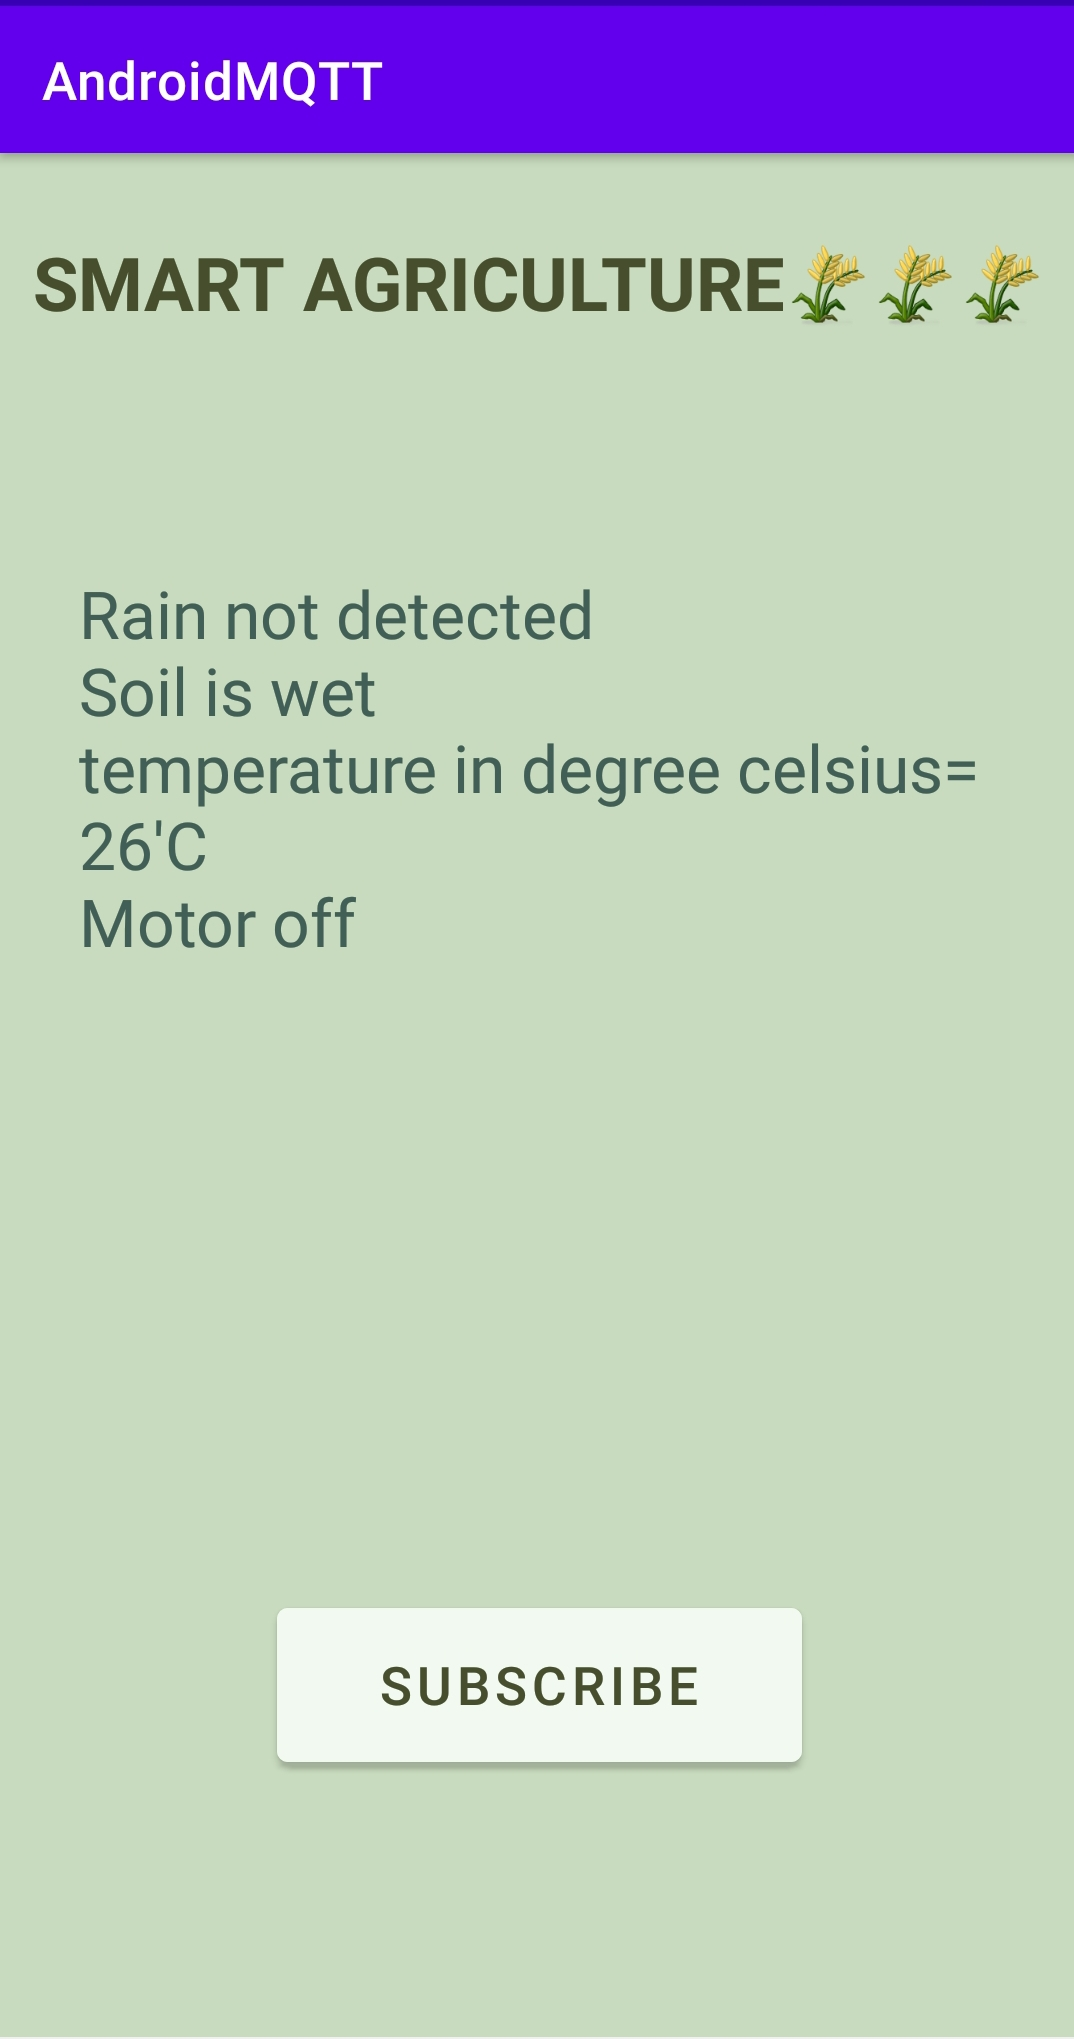 AndroidMQTT
SMART AGRICULTURE🌾🌾🌾
Rain not detected
Soil is wet
temperature in degree celsius=
26'C
Motor off
SUBSCRIBE